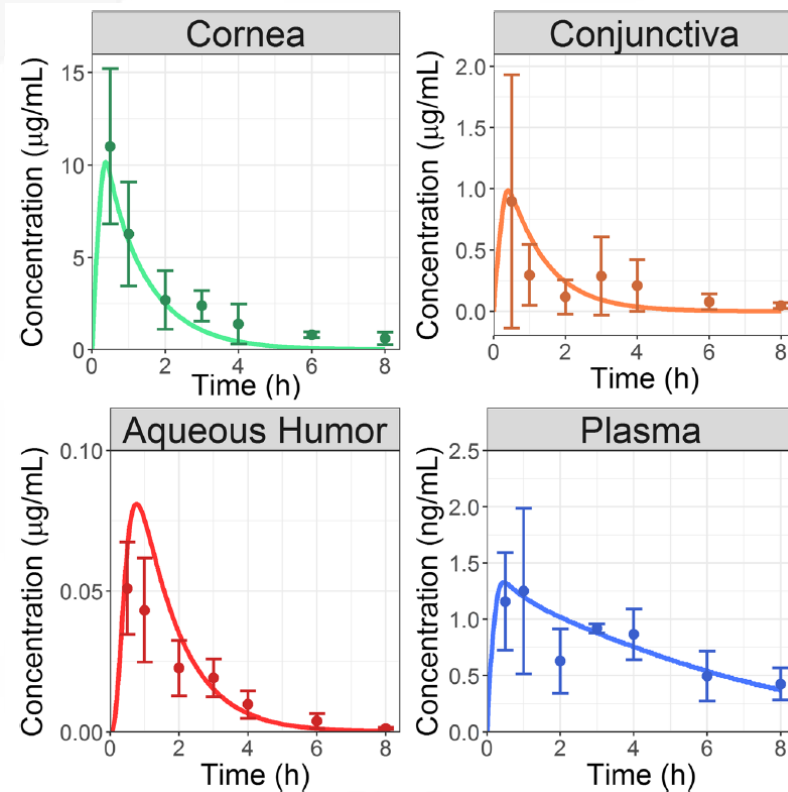 Cornea
Concentration (µg/mL)
15
10
5
0
0 2 4 6 8
Time (h)
Conjunctiva
Concentration (µg/mL)
2.0
1.5
1.0
0.5
0.0
0 2 4 6 8
Time (h)
Aqueous Humor
Concentration (µg/mL)
0.10
0.05
0.00
0 2 4 6 8
Time (h)
Plasma
Concentration (ng/mL)
2.5
2.0
1.5
1.0
0.5
0.0
0 2 4 6 8
Time (h)